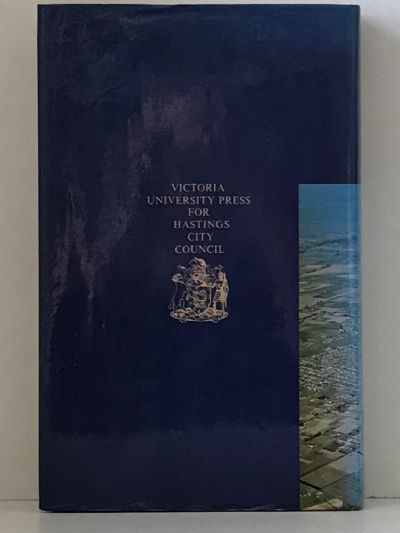 VICTORIA
UNIVERSITY PRESS
FOR
HASTINGS
CITY
COUNCIL